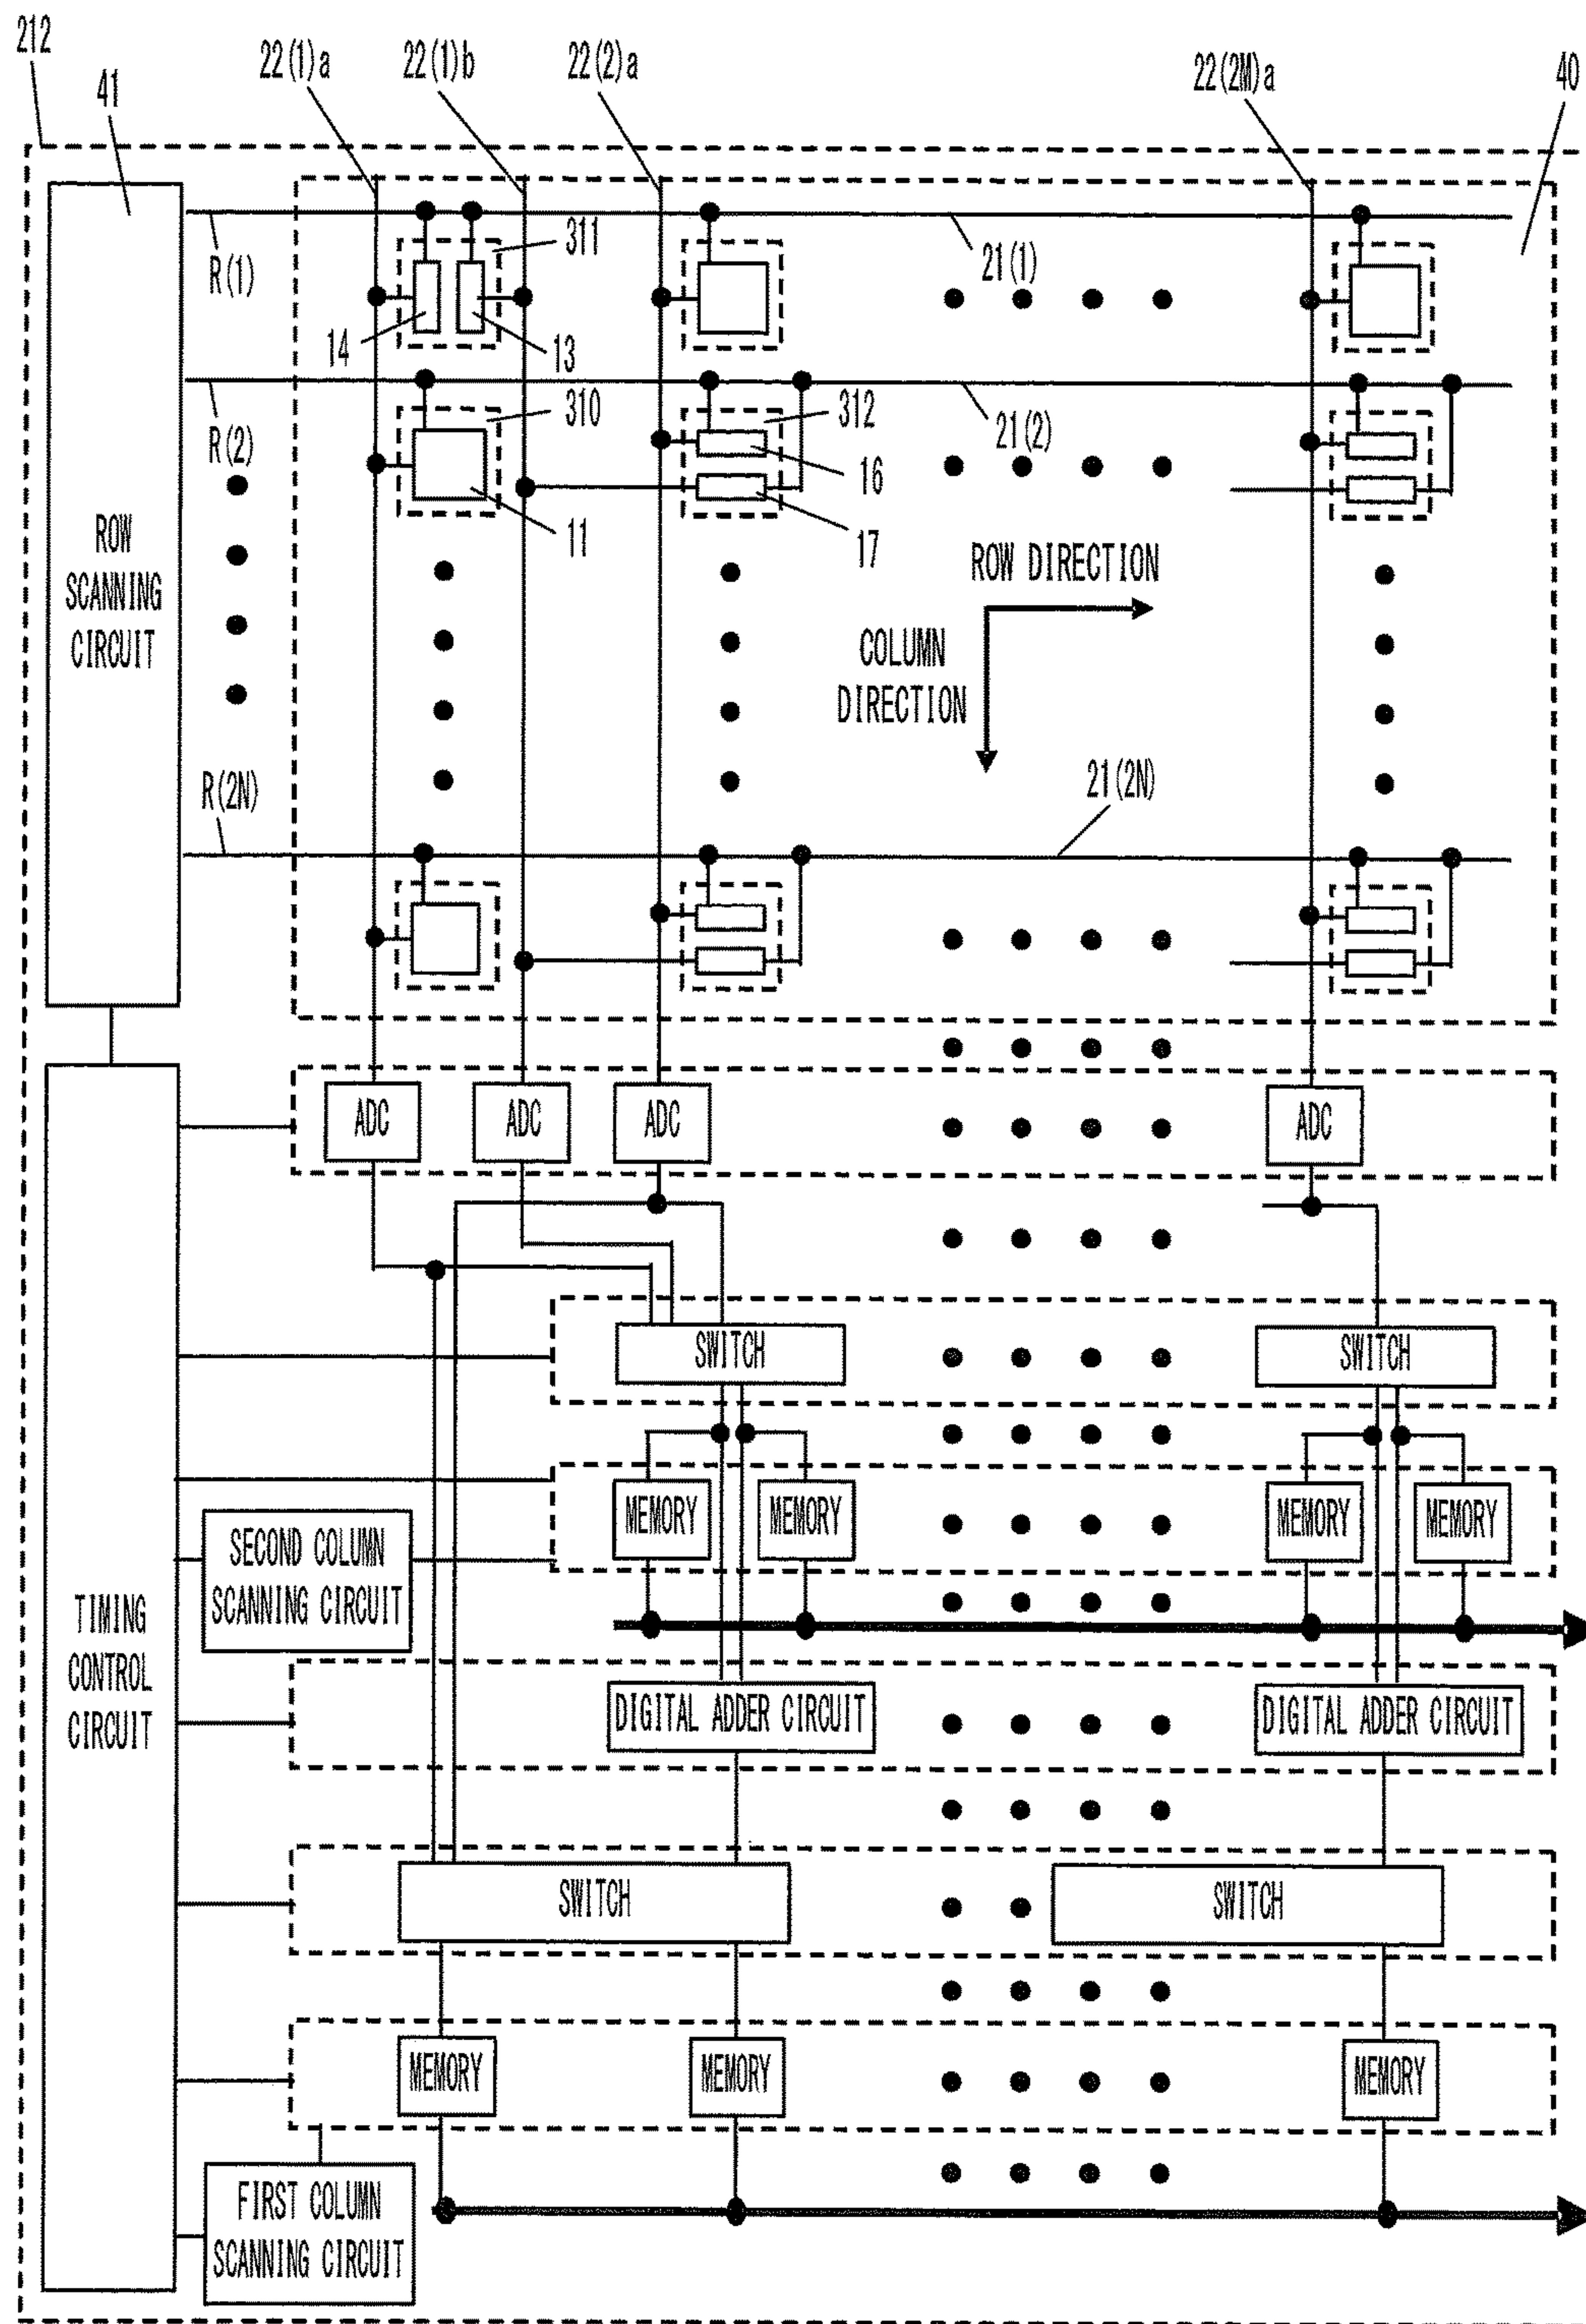 212
41
22(1)a
22(1)b
22(2)a
22(2M)a
40
R(1)
311
21(1)
14
13
R(2)
310
312
21(2)
16
11
17
ROW
SCANNING
CIRCUIT
ROW DIRECTION
COLUMN
DIRECTION
R(2N)
21(2N)
ADC
ADC
ADC
ADC
SWITCH
SWITCH
MEMORY
MEMORY
MEMORY
MEMORY
SECOND COLUMN
SCANNING CIRCUIT
TIMING
CONTROL
CIRCUIT
DIGITAL ADDER CIRCUIT
DIGITAL ADDER CIRCUIT
SWITCH
SWITCH
MEMORY
MEMORY
MEMORY
FIRST COLUMN
SCANNING CIRCUIT